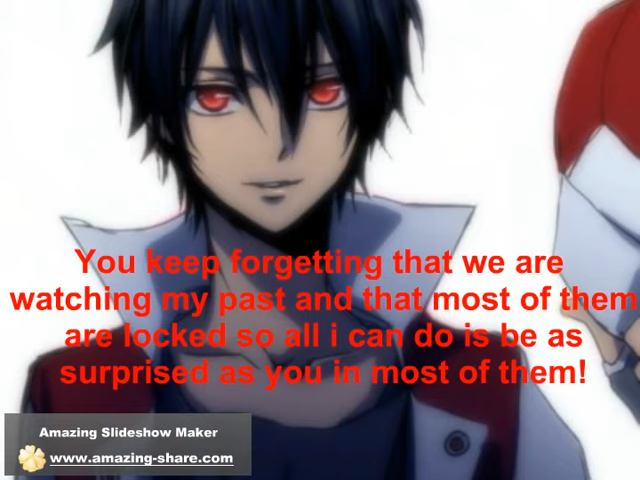 You keep forgetting that we are
watching my past and that most of them
are locked so all i can do is be as
surprised as you in most of them!
Amazing Slideshow Maker
www.amazing-share.com